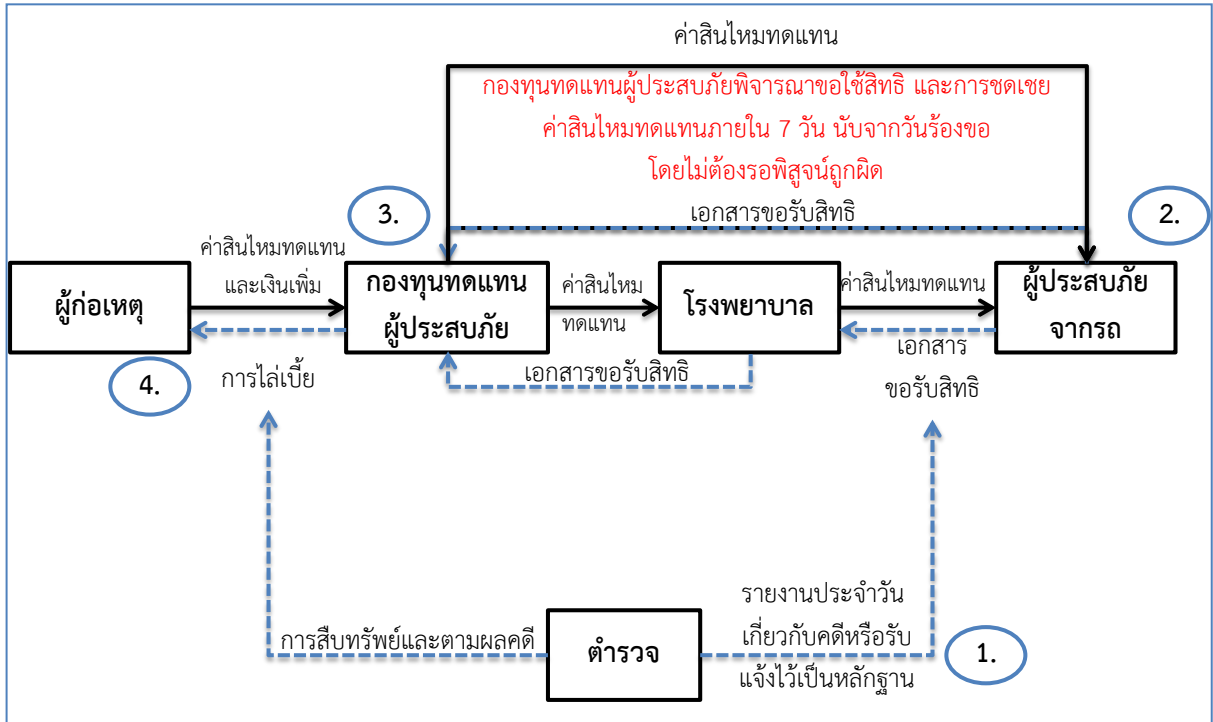 ค่าสินไหมทดแทน
กองทุนทดแทนผู้ประสบภัยพิจารณาขอใช้สิทธิ และการชดเชย
ค่าสินไหมทดแทนภายใน 7 วัน นับจากวันร้องขอ
โดยไม่ต้องรอพิสูจน์ถูกผิด
เอกสารขอรับสิทธิ
3.
2.
ค่าสินไหมทดแทน
และเงินเพิ่ม
ผู้ก่อเหตุ
กองทุนทดแทน
ผู้ประสบภัย
ค่าสินไหม
ทดแทน
โรงพยาบาล
ค่าสินไหมทดแทน
ผู้ประสบภัย
จากรถ
4.
การไล่เบี้ย
เอกสารขอรับสิทธิ
เอกสาร
ขอรับสิทธิ
การสืบทรัพย์และตามผลคดี
ตำรวจ
รายงานประจำวัน
เกี่ยวกับคดีหรือรับ
แจ้งไว้เป็นหลักฐาน
1.